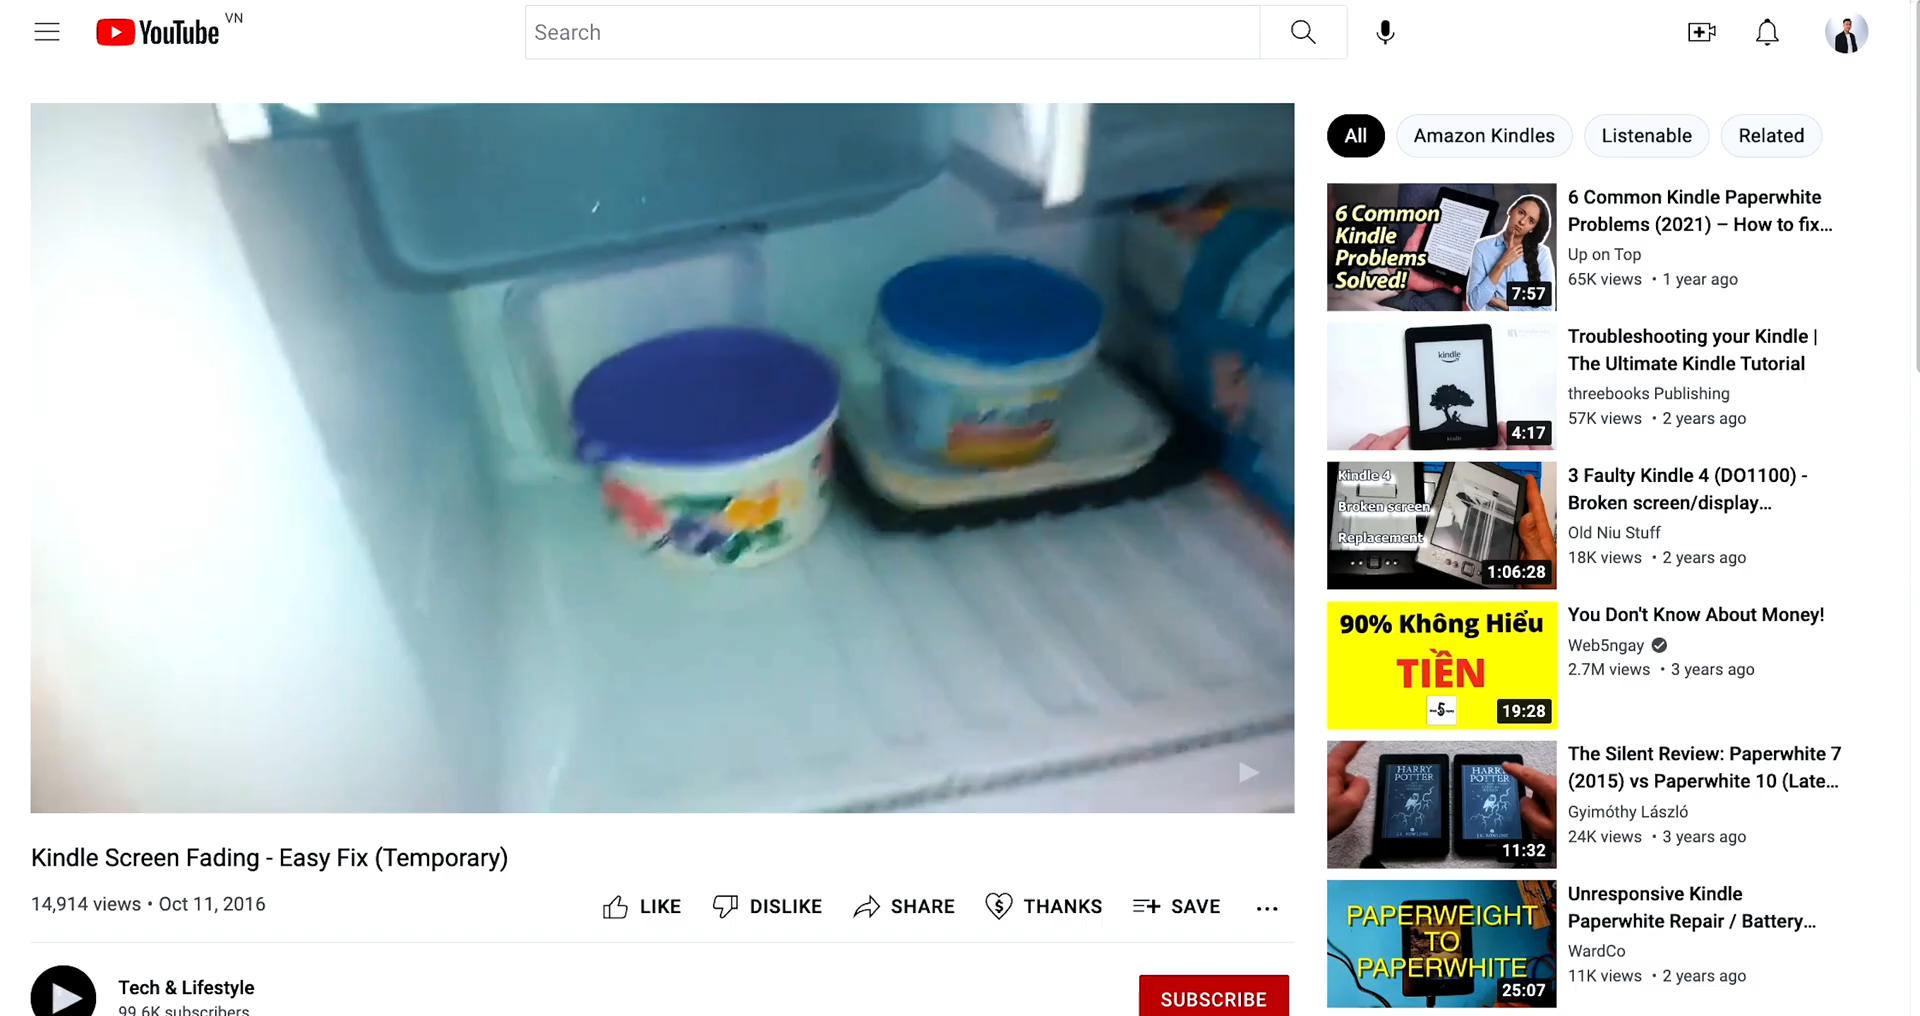 YouTube VN
Search
All
Amazon Kindles
Listenable
Related
6 Common
Kindle
Problems
Solved!
7:57
6 Common Kindle Paperwhite
Problems (2021) – How to fix...
Up on Top
65K views • 1 year ago
kindle
4:17
Troubleshooting your Kindle |
The Ultimate Kindle Tutorial
threebooks Publishing
57K views • 2 years ago
Kindle 4
Broken screen
Replacement
1:06:28
3 Faulty Kindle 4 (DO1100) -
Broken screen/display...
Old Niu Stuff
18K views • 2 years ago
90% Không Hiểu
TIỀN
5
19:28
You Don't Know About Money!
Web5ngay
2.7M views • 3 years ago
HARRY
POTTER
HARRY
POTTER
11:32
The Silent Review: Paperwhite 7
(2015) vs Paperwhite 10 (Late...
Gyimóthy László
24K views • 3 years ago
PAPERWEIGHT
TO
PAPERWHITE
25:07
Unresponsive Kindle
Paperwhite Repair / Battery...
WardCo
11K views • 2 years ago
Kindle Screen Fading - Easy Fix (Temporary)
14,914 views • Oct 11, 2016
LIKE
DISLIKE
SHARE
THANKS
SAVE
Tech & Lifestyle
99.6K subscribers
SUBSCRIBE